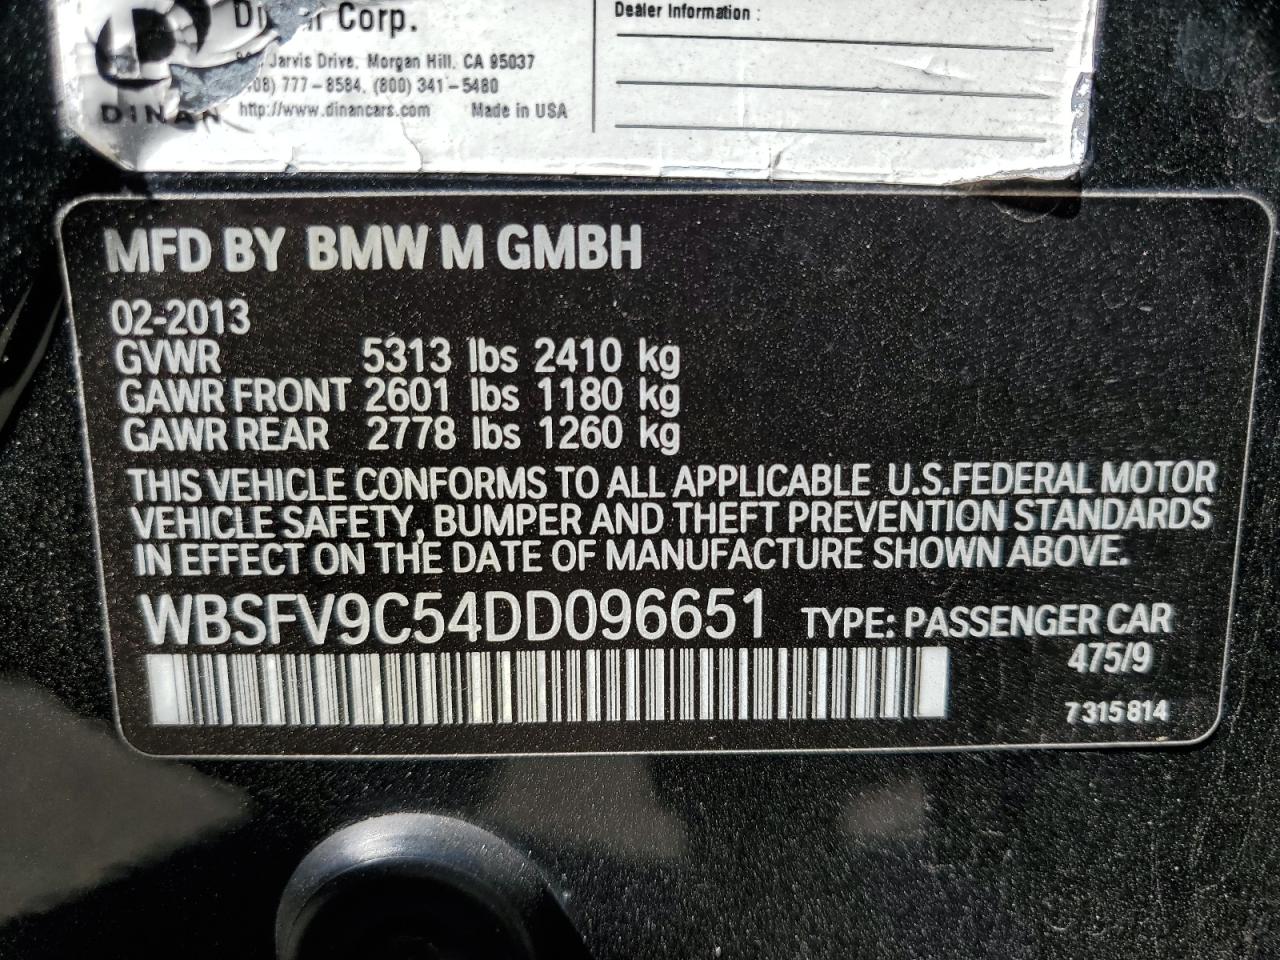 Corp.
Jarvis Drive, Morgan Hill, CA 95037
777-8584, (800) 341-5480
http://www.dinancars.com Made in USA
DINAN
Dealer Information :
MFD BY BMW M GMBH
02-2013
GVWR 5313 lbs 2410 kg
GAWR FRONT 2601 lbs 1180 kg
GAWR REAR 2778 lbs 1260 kg
THIS VEHICLE CONFORMS TO ALL APPLICABLE U.S.FEDERAL MOTOR
VEHICLE SAFETY, BUMPER AND THEFT PREVENTION STANDARDS
IN EFFECT ON THE DATE OF MANUFACTURE SHOWN ABOVE.
WBSFV9C54DD096651 TYPE: PASSENGER CAR
475/9
7315814